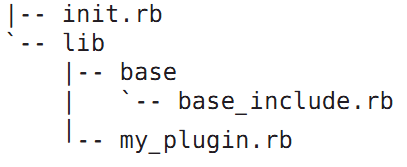 |-- init.rb
`-- lib
    |-- base
    |   `-- base_include.rb
    |-- my_plugin.rb